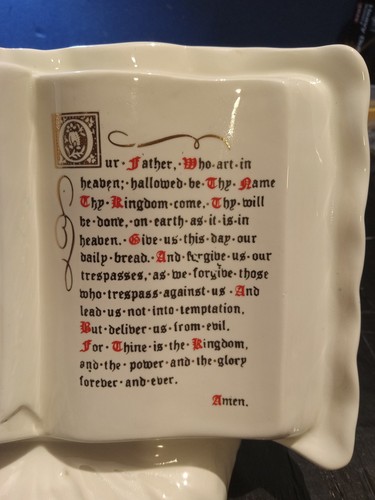 Our·Father,·Who·art·in
heaven;·hallowed·be·Thy·Name
Thy·Kingdom·come,·Thy·will
be·done,·on·earth·as·it·is·in
heaven.·Give·us·this·day·our
daily·bread.·And·forgive·us·our
trespasses,·as·we·forgive·those
who·trespass·against·us·And
lead·us·not·into·temptation,
But·deliver·us·from·evil.
For·Thine·is·the·Kingdom,
and·the·power·and·the·glory
forever·and·ever.
Amen.